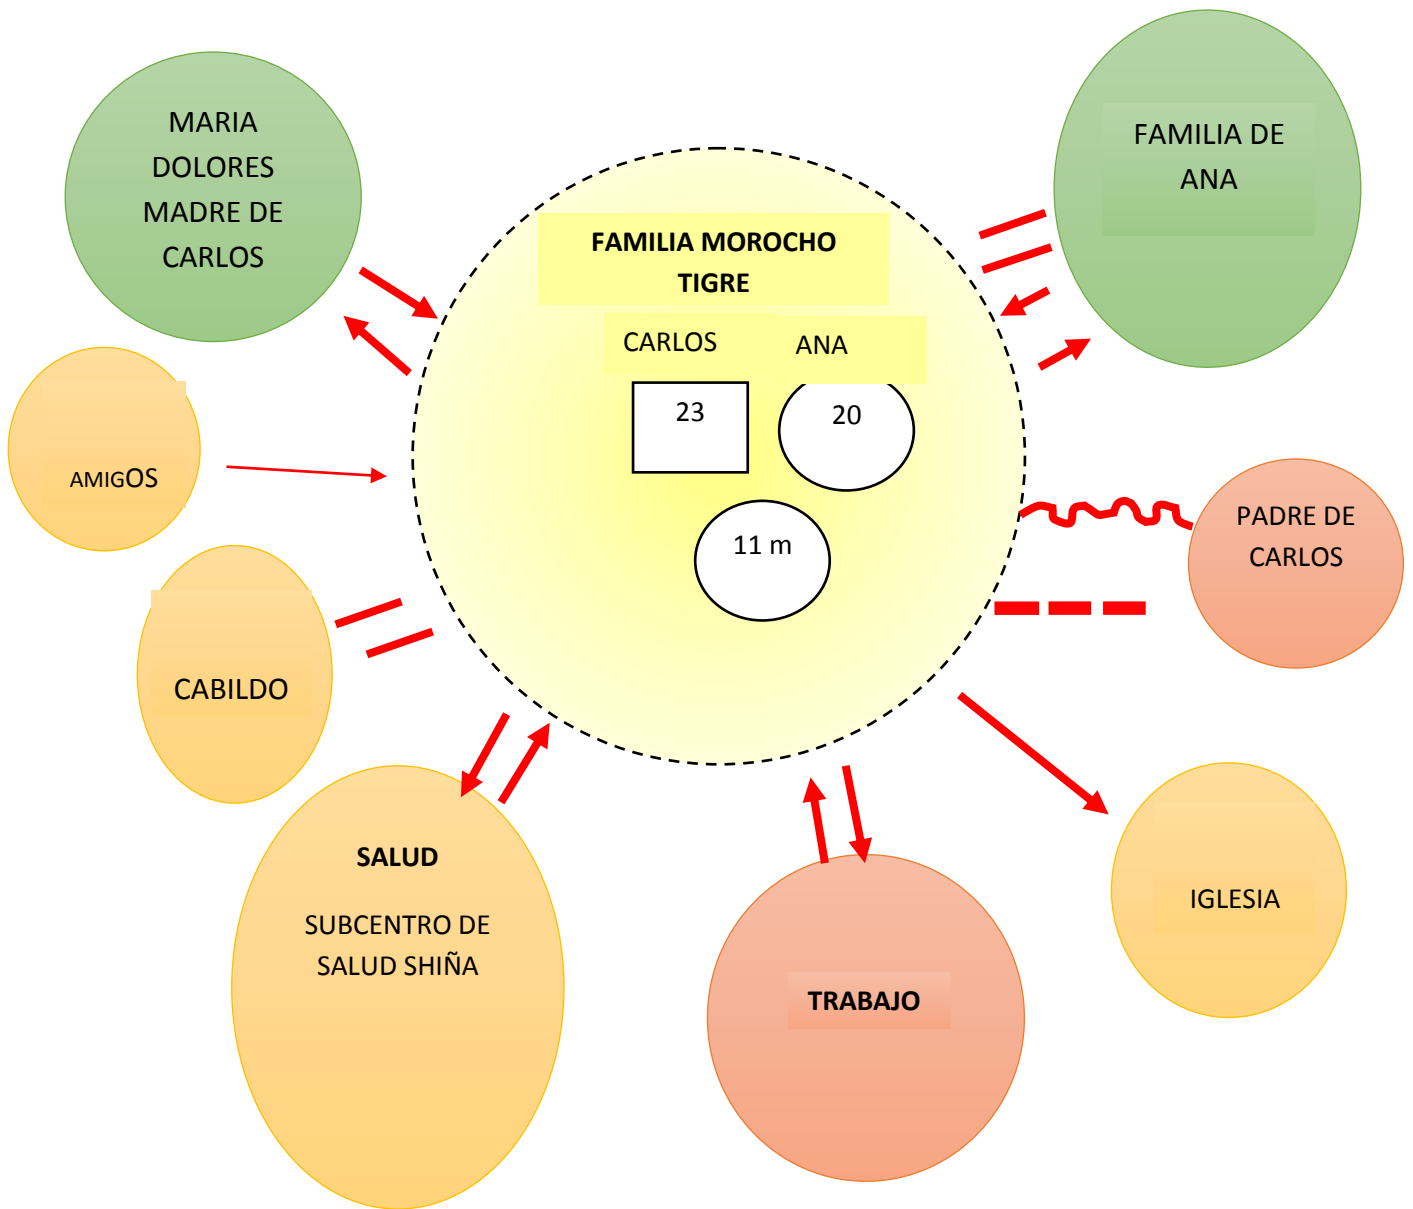 MARIA
DOLORES
MADRE DE
CARLOS
FAMILIA DE
ANA
FAMILIA MOROCHO
TIGRE
CARLOS
ANA
23
20
11 m
AMIGOS
PADRE DE
CARLOS
CABILDO
SALUD
SUBCENTRO DE
SALUD SHIÑA
TRABAJO
IGLESIA